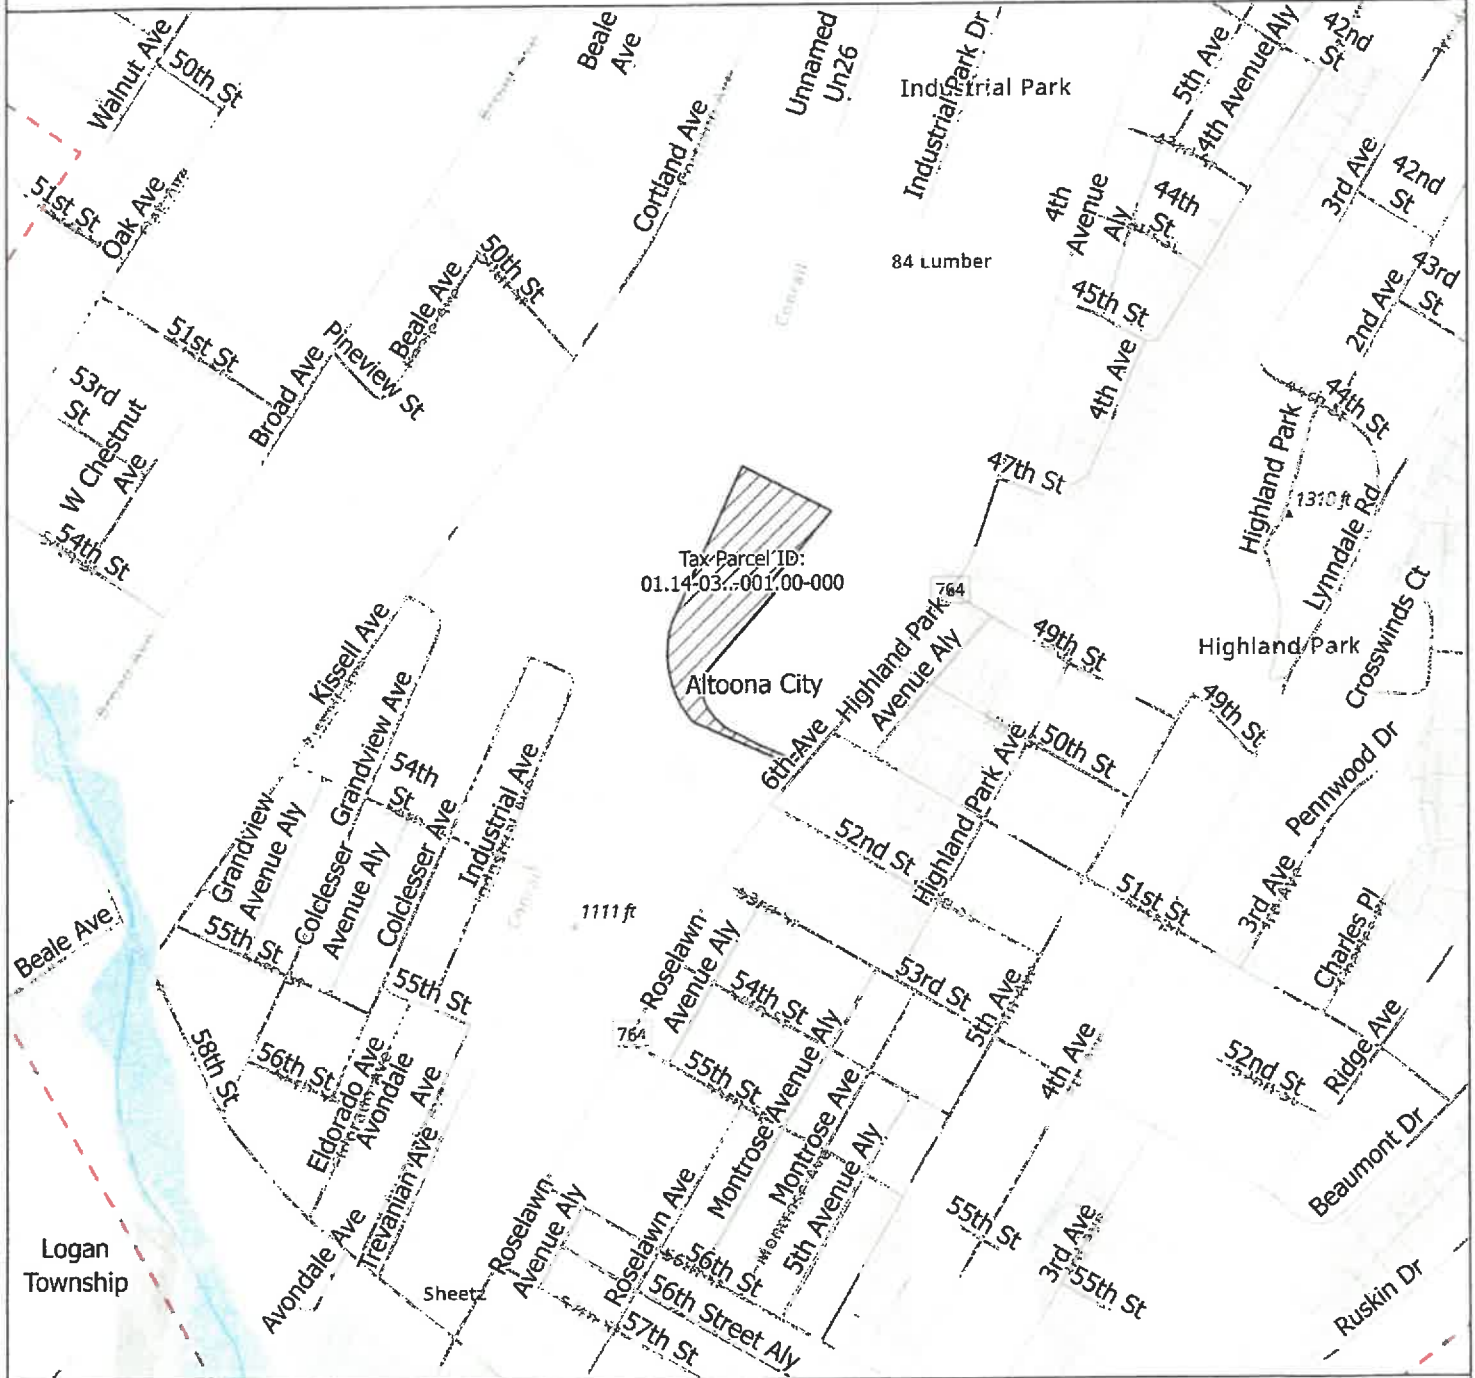 Walnut Ave
50th St
Beale
Ave
Unnamed
Un26
Industrial Park Dr
Industrial Park
5th Ave
4th Avenue Aly
42nd
St
51st St
Oak Ave
Cortland Ave
4th
Avenue
Aly
44th
St
3rd Ave
42nd
St
84 Lumber
Conrail
45th St
43rd
St
2nd Ave
50th St
Beale Ave
Pineview St
51st St
Broad Ave
53rd
St
W Chestnut
Ave
54th St
4th Ave
44th St
Highland Park
1310 ft
Lynndale Rd
47th St
Tax Parcel ID:
01.14-03..-001.00-000
764
Altoona City
Highland Park
Avenue Aly
49th St
Highland Park
Crosswinds Ct
Kissell Ave
Grandview Ave
6th Ave
49th St
50th St
Pennwood Dr
Grandview
Avenue Aly
54th
St
Industrial Ave
Colclesser
Avenue Aly
Colclesser Ave
Conrail
52nd St
Highland Park Ave
51st St
3rd Ave
Charles Pl
1111 ft
Beale Ave
55th St
55th St
Roselawn
Avenue Aly
53rd St
54th St
53rd St
5th Ave
764
58th St
56th St
Eldorado Ave
Avondale
Ave
Trevanian Ave
55th St
Montrose Avenue Aly
Montrose Ave
5th Avenue Aly
4th Ave
52nd St
Ridge Ave
Beaumont Dr
Logan
Township
Avondale Ave
Sheetz
Roselawn
Avenue Aly
Roselawn Ave
56th St
56th Street Aly
57th St
55th St
3rd Ave
55th St
Ruskin Dr